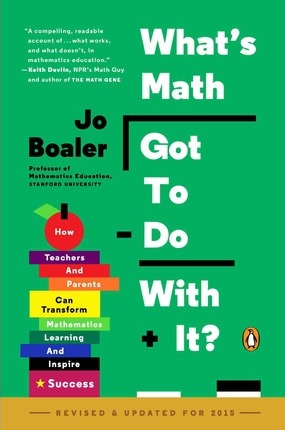 "A compelling, readable
account of...what works,
and what doesn't, in
mathematics education."
—Keith Devlin, NPR's Math Guy
and author of THE MATH GENE
What's
Math
Got
To
- Do
With
+ It?
Jo
Boaler
Professor of
Mathematics Education,
STANFORD UNIVERSITY
How
Teachers
And
Parents
Can
Transform
Mathematics
Learning
And
Inspire
★ Success
— REVISED & UPDATED FOR 2015 —